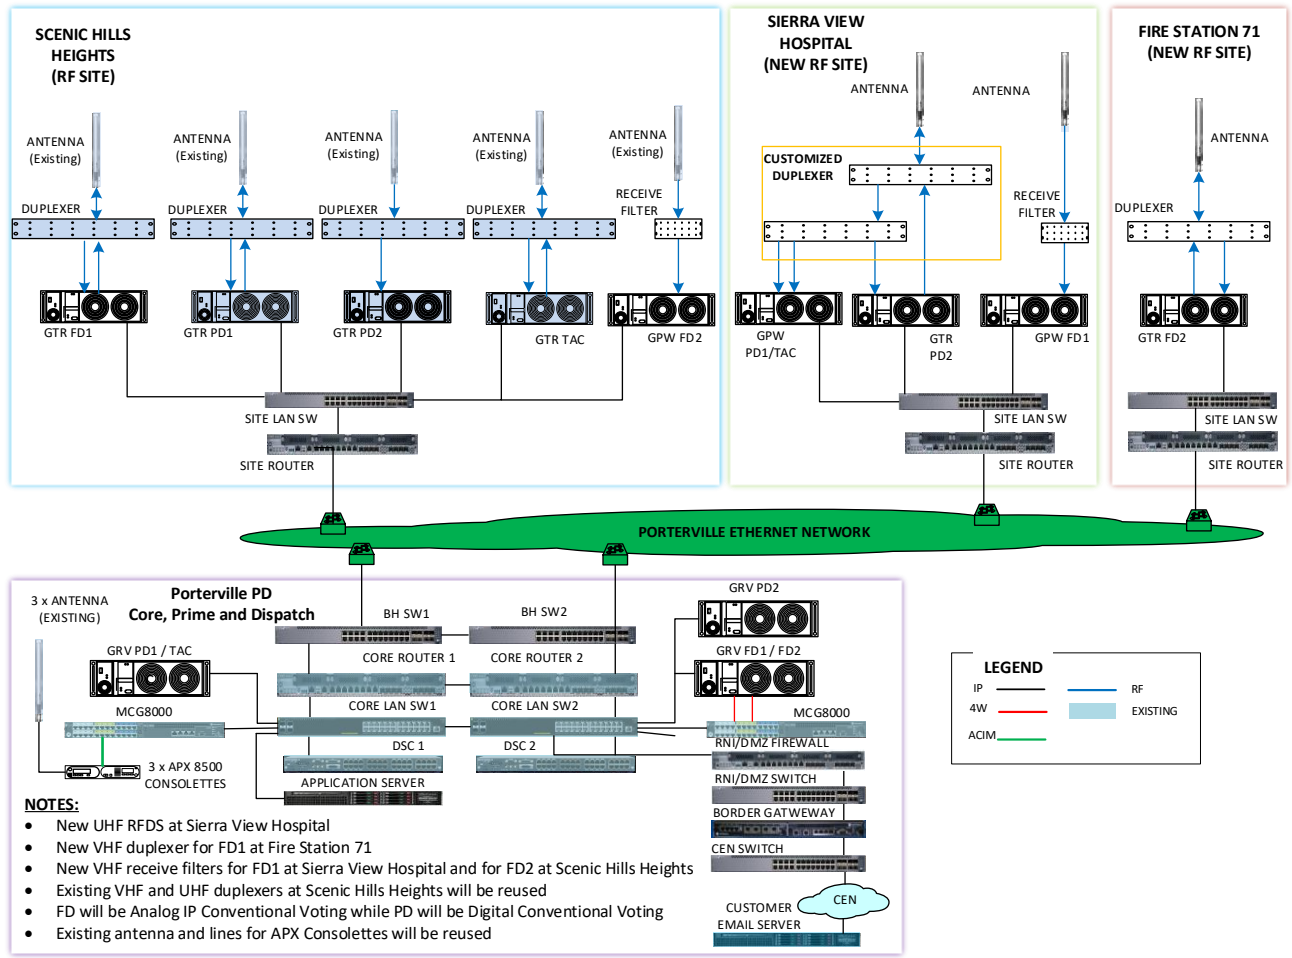 SCENIC HILLS
HEIGHTS
(RF SITE)
ANTENNA
(Existing)
ANTENNA
(Existing)
ANTENNA
(Existing)
ANTENNA
(Existing)
ANTENNA
(Existing)
DUPLEXER
DUPLEXER
DUPLEXER
DUPLEXER
RECEIVE
FILTER
GTR FD1
GTR PD1
GTR PD2
GTR TAC
GPW FD2
SITE LAN SW
SITE ROUTER
SIERRA VIEW
HOSPITAL
(NEW RF SITE)
ANTENNA
ANTENNA
CUSTOMIZED
DUPLEXER
RECEIVE
FILTER
GPW
PD1/TAC
GTR
PD2
GPW FD1
SITE LAN SW
SITE ROUTER
FIRE STATION 71
(NEW RF SITE)
ANTENNA
DUPLEXER
GTR FD2
SITE LAN SW
SITE ROUTER
PORTERVILLE ETHERNET NETWORK
Porterville PD
Core, Prime and Dispatch
3 x ANTENNA
(EXISTING)
BH SW1
BH SW2
GRV PD2
GRV PD1 / TAC
CORE ROUTER 1
CORE ROUTER 2
GRV FD1 / FD2
MCG8000
CORE LAN SW1
CORE LAN SW2
MCG8000
DSC 1
DSC 2
RNI/DMZ FIREWALL
3 x APX 8500
CONSOLETTES
APPLICATION SERVER
RNI/DMZ SWITCH
BORDER GATWEWAY
CEN SWITCH
CEN
CUSTOMER
EMAIL SERVER
NOTES:
• New UHF RFDS at Sierra View Hospital
• New VHF duplexer for FD1 at Fire Station 71
• New VHF receive filters for FD1 at Sierra View Hospital and for FD2 at Scenic Hills Heights
• Existing VHF and UHF duplexers at Scenic Hills Heights will be reused
• FD will be Analog IP Conventional Voting while PD will be Digital Conventional Voting
• Existing antenna and lines for APX Consolettes will be reused
LEGEND
IP
RF
4W
EXISTING
ACIM